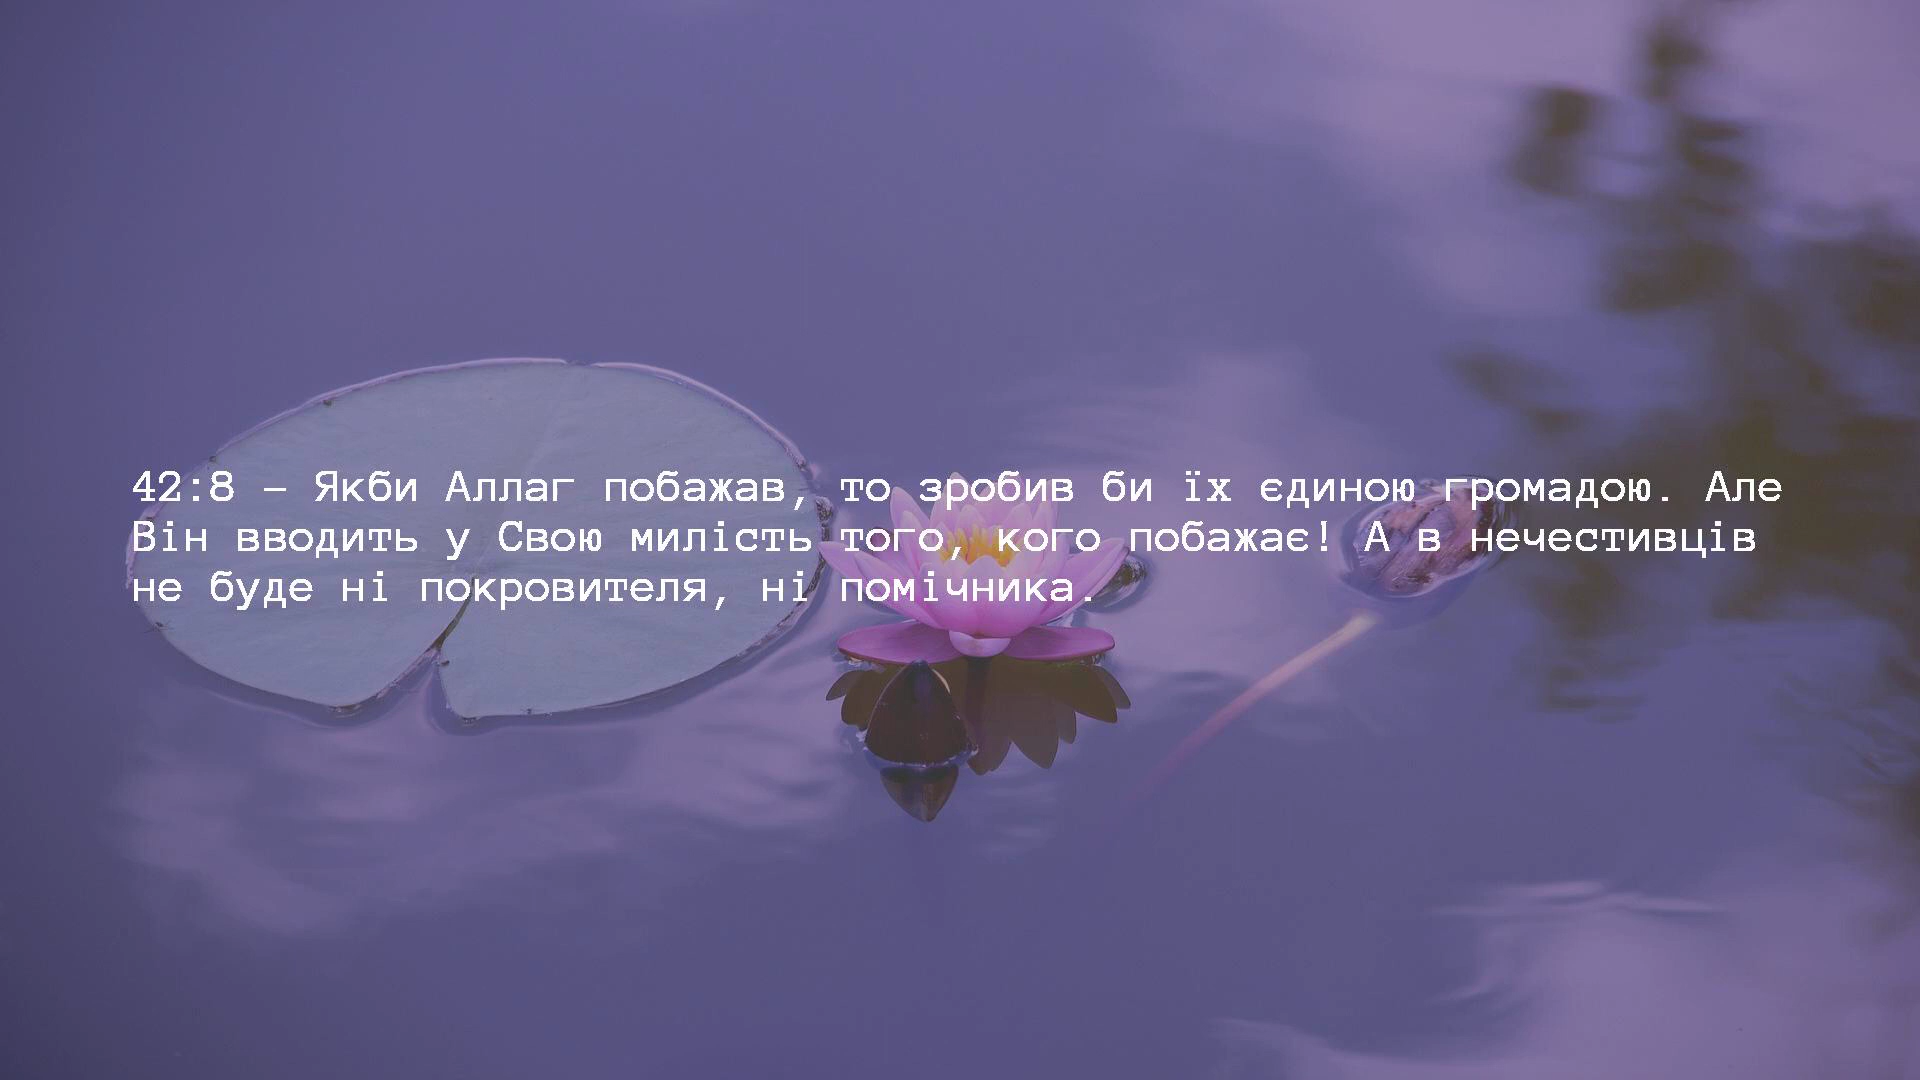 42:8 – Якби Аллаг побажав, то зробив би їх єдиною громадою. Але
Він вводить у Свою милість того, кого побажає! А в нечестивців
не буде ні покровителя, ні помічника.